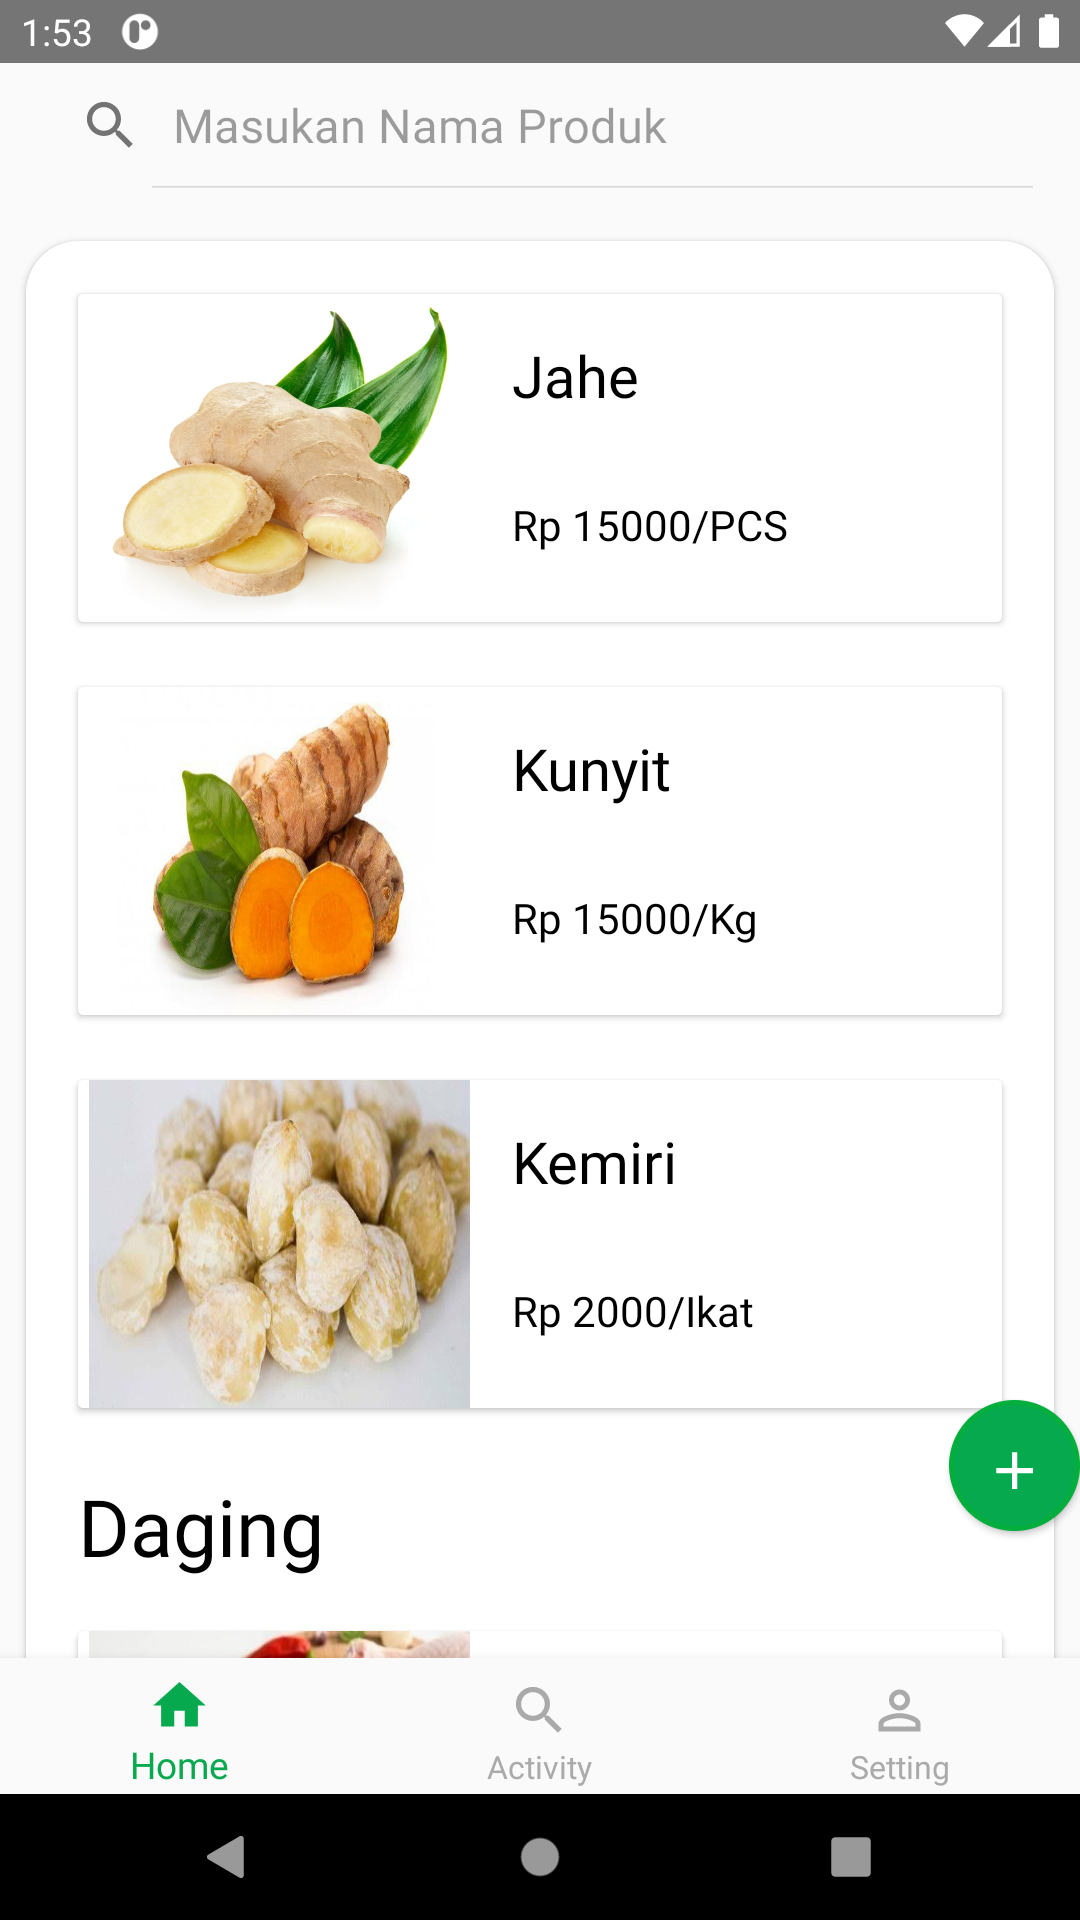 1:53
Masukan Nama Produk
Jahe
Rp 15000/PCS
Kunyit
Rp 15000/Kg
Kemiri
Rp 2000/Ikat
+
Daging
Home
Activity
Setting